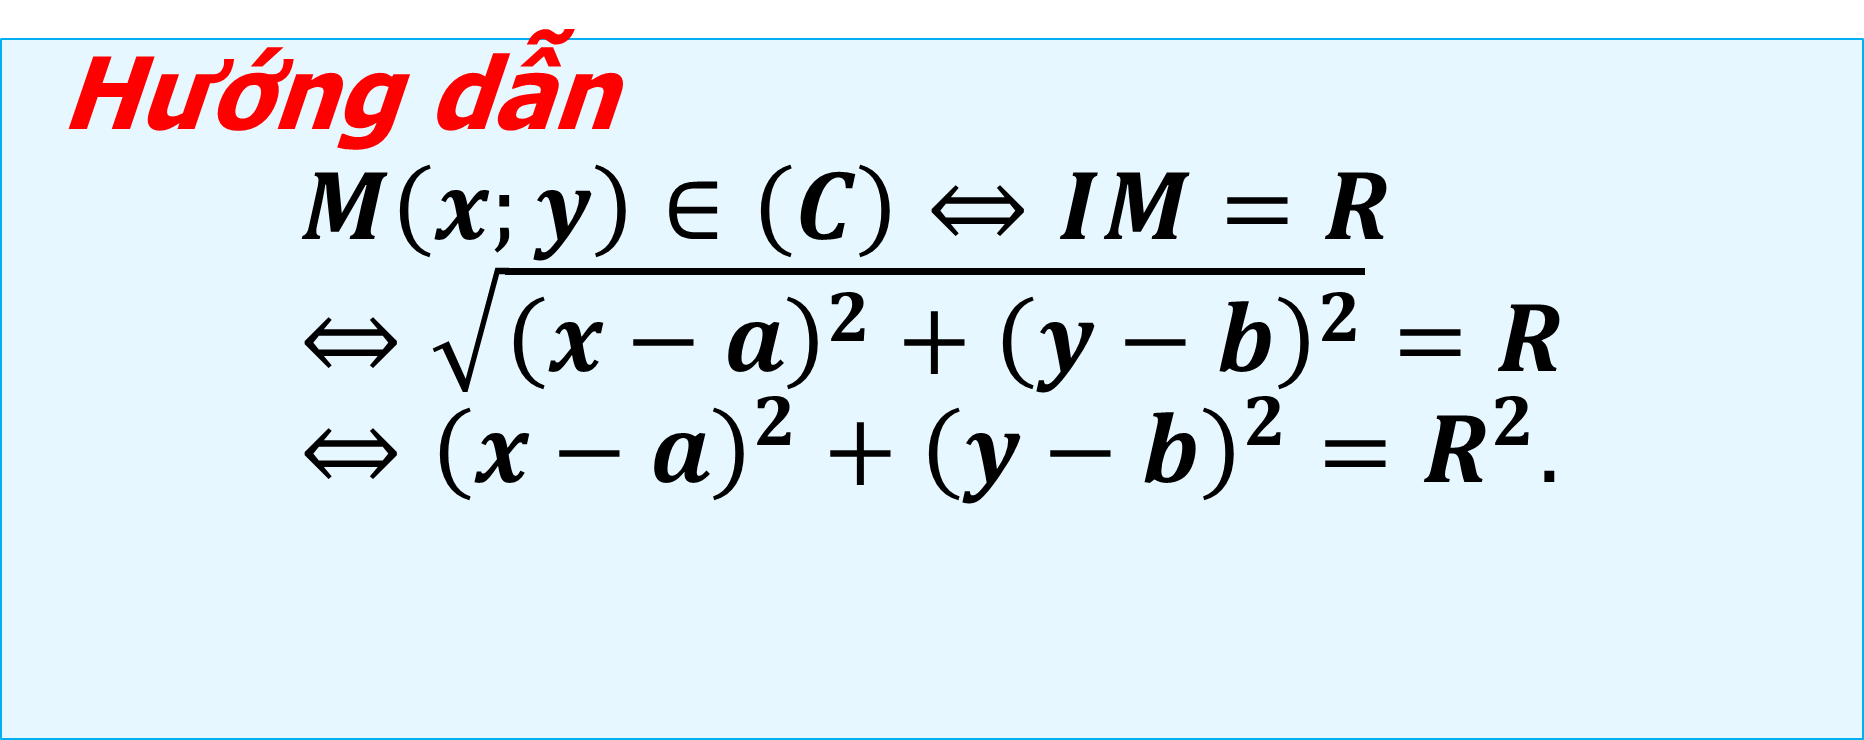 Hướng dẫn
M(x; y) ∈ (C) ⇔ IM = R
⇔ √(x − a)² + (y − b)² = R
⇔ (x − a)² + (y − b)² = R².